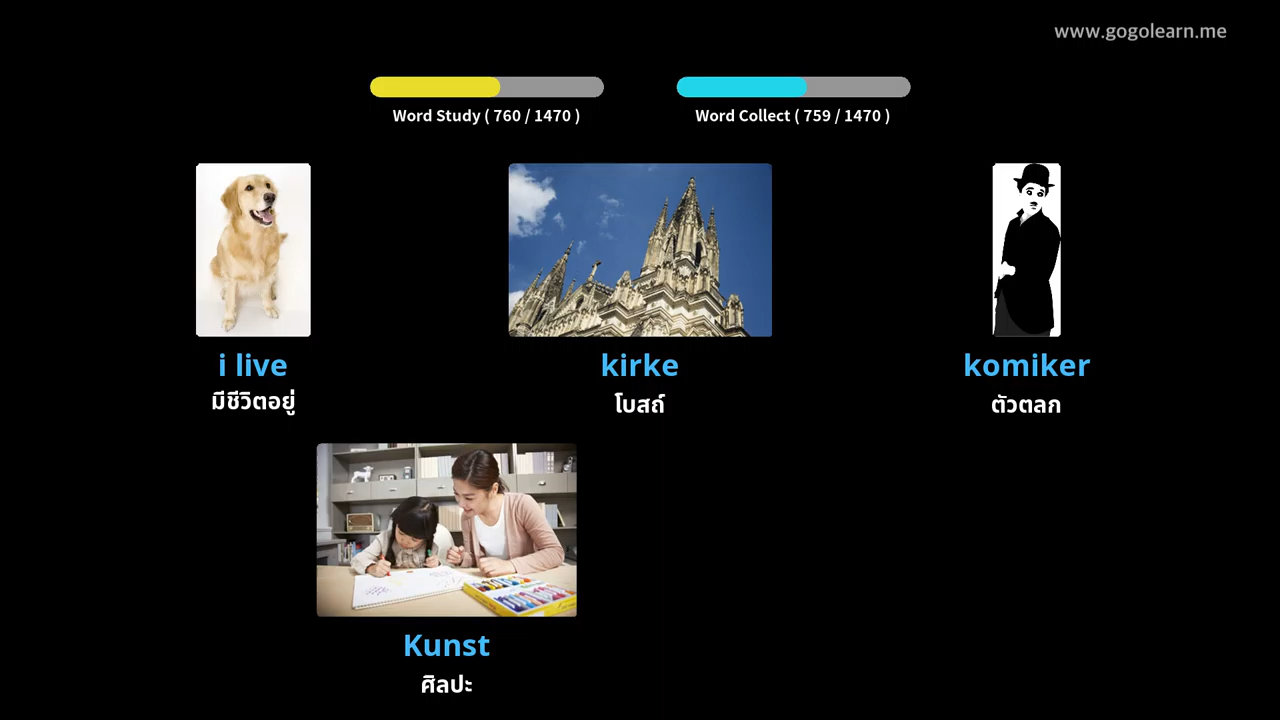 www.gogolearn.me
Word Study ( 760 / 1470 )
Word Collect ( 759 / 1470 )
i live
มีชีวิตอยู่
kirke
โบสถ์
komiker
ตัวตลก
Kunst
ศิลปะ